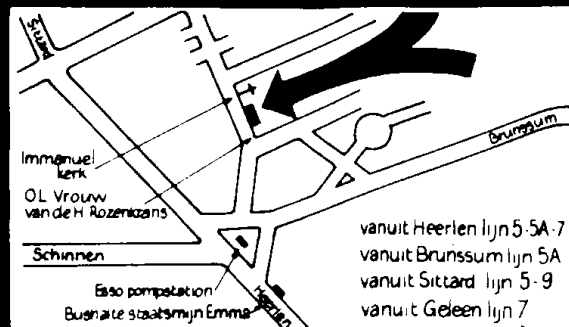 Sittard
Immanuel
kerk
OL Vrouw
van de H Rozenkrans
Brunssum
Schinnen
Esso pompstation
Bushalte staatsmijn Emma
Heerlen
vanuit Heerlen lijn 5-5A-7
vanuit Brunssum lijn 5A
vanuit Sittard lijn 5-9
vanuit Geleen lijn 7